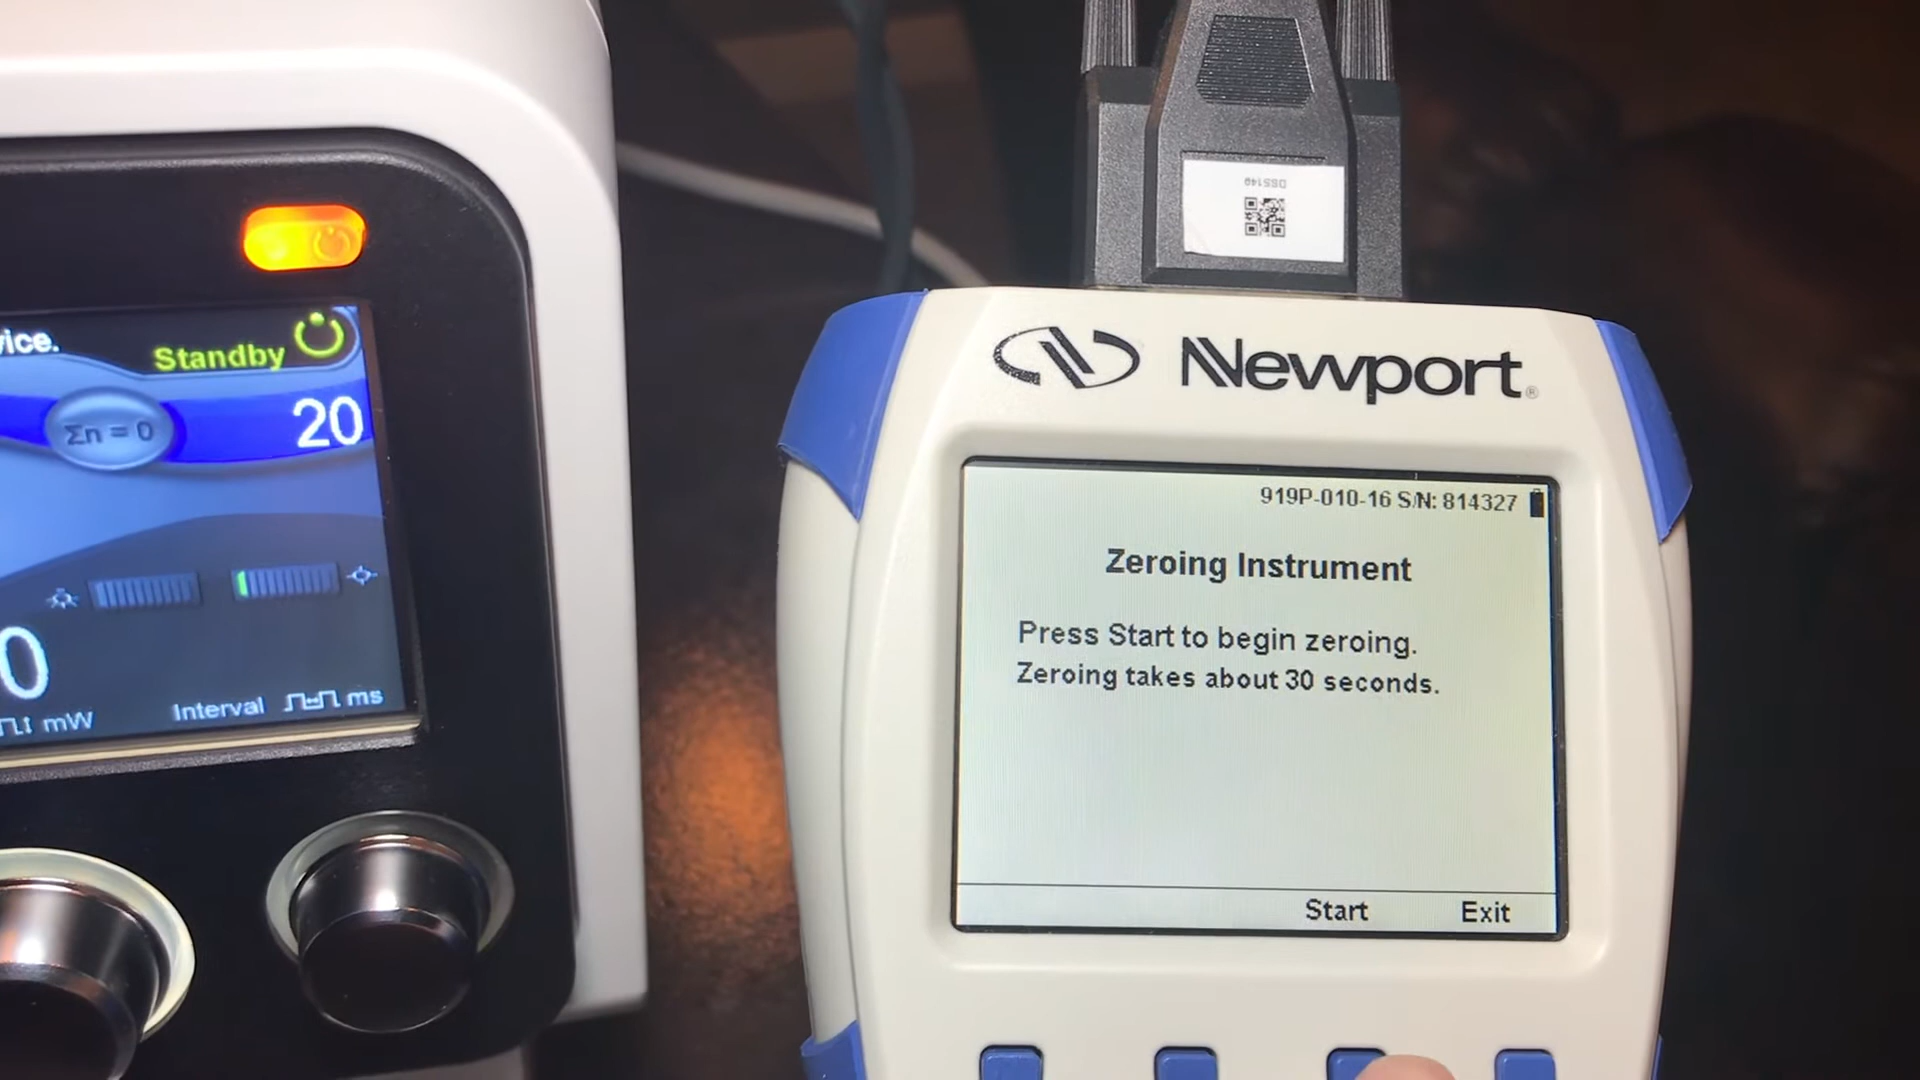 vice.
Standby
Σn = 0
20
0
mW
Interval
ms
DS5140
Newport®
919P-010-16 S/N: 814327
Zeroing Instrument
Press Start to begin zeroing.
Zeroing takes about 30 seconds.
Start Exit